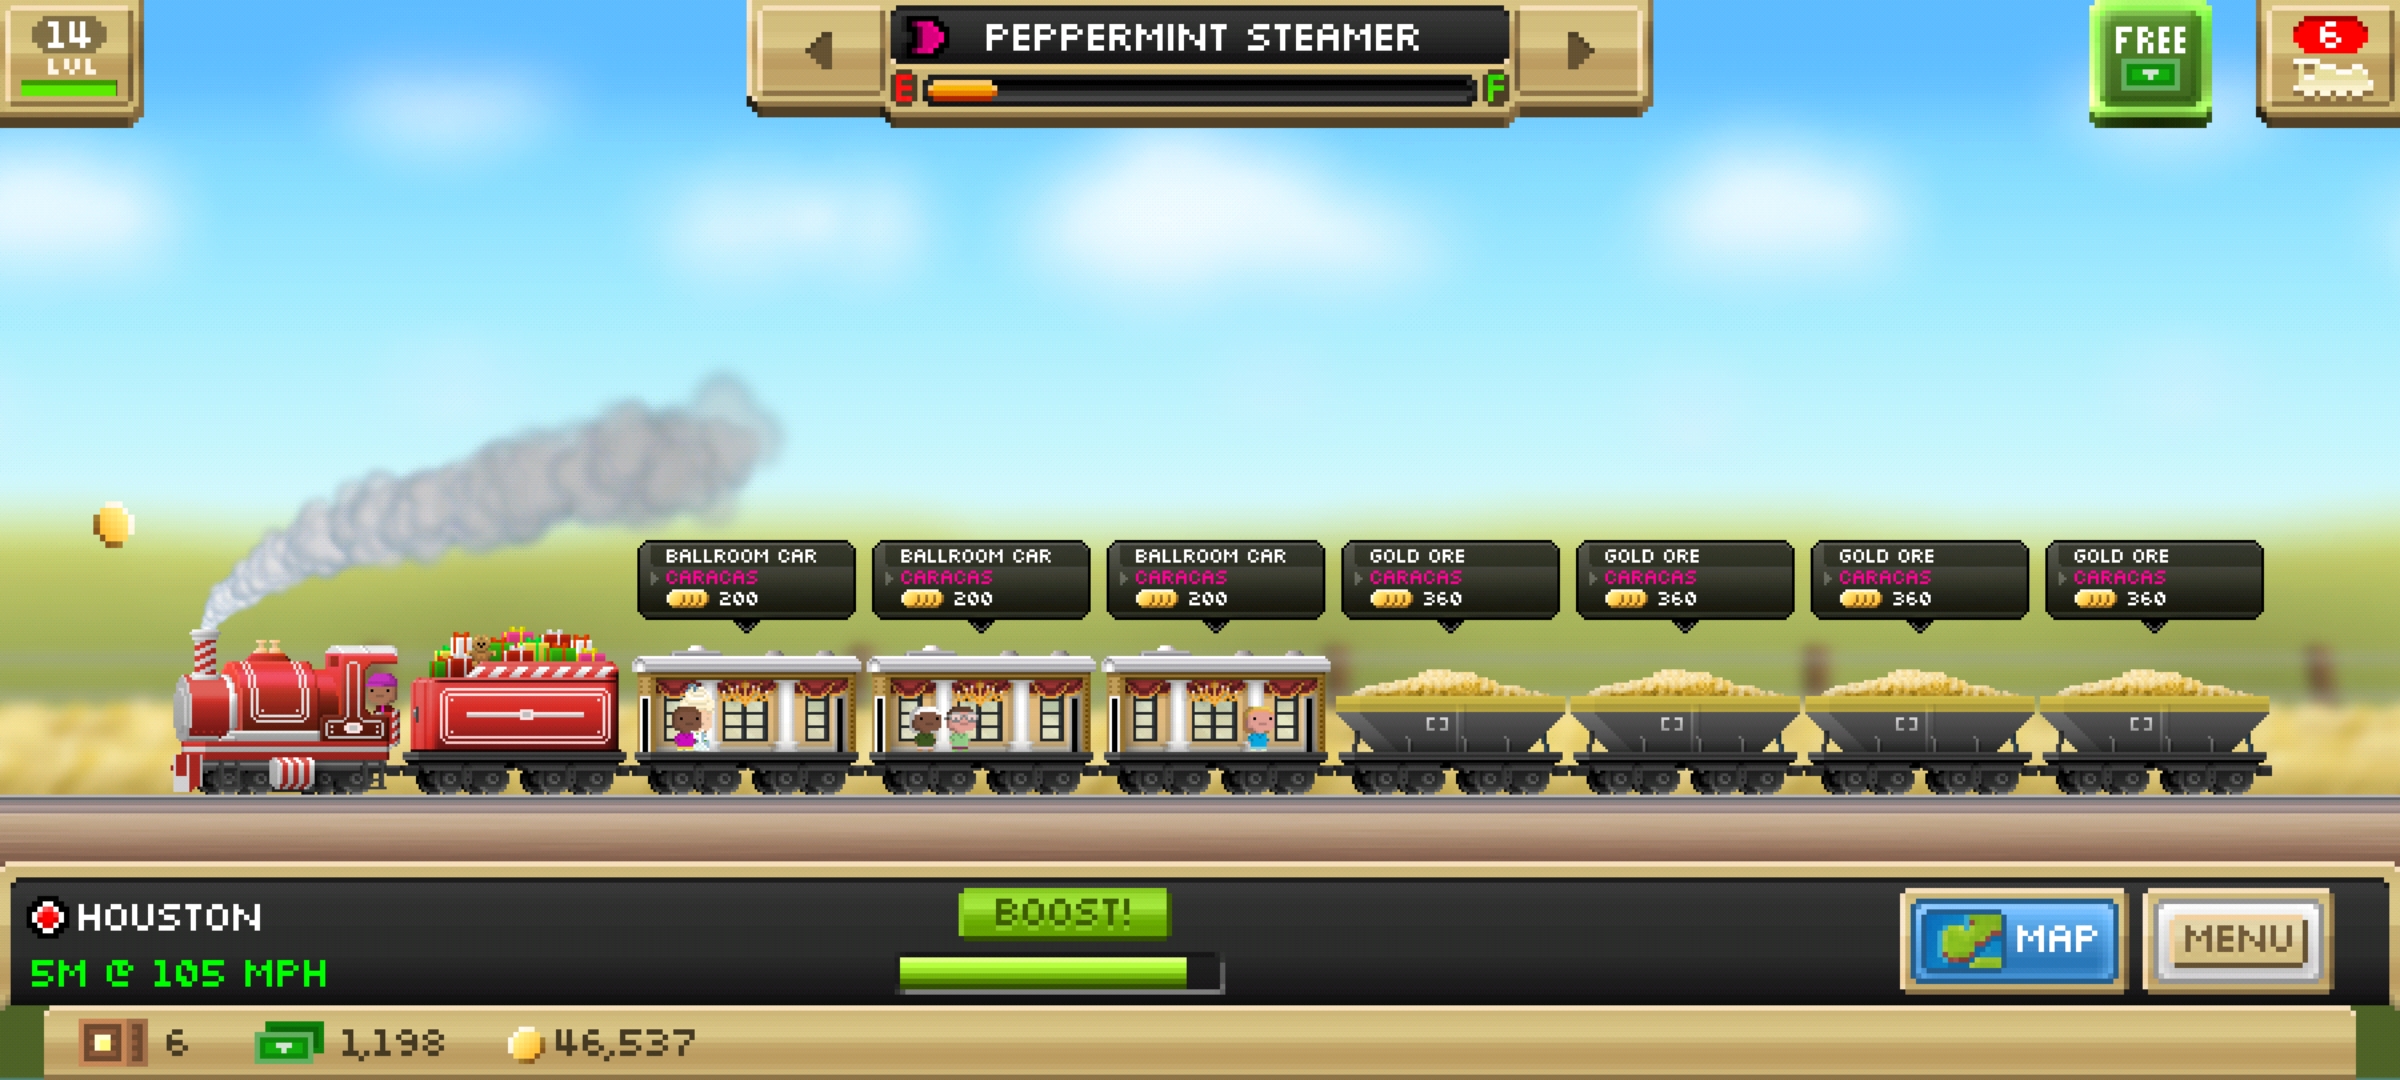 14
LVL
PEPPERMINT STEAMER
E F
FREE
6
BALLROOM CAR
CARACAS
200
BALLROOM CAR
CARACAS
200
BALLROOM CAR
CARACAS
200
GOLD ORE
CARACAS
360
GOLD ORE
CARACAS
360
GOLD ORE
CARACAS
360
GOLD ORE
CARACAS
360
HOUSTON
5M @ 105 MPH
BOOST!
MAP
MENU
6 1,198 46,537